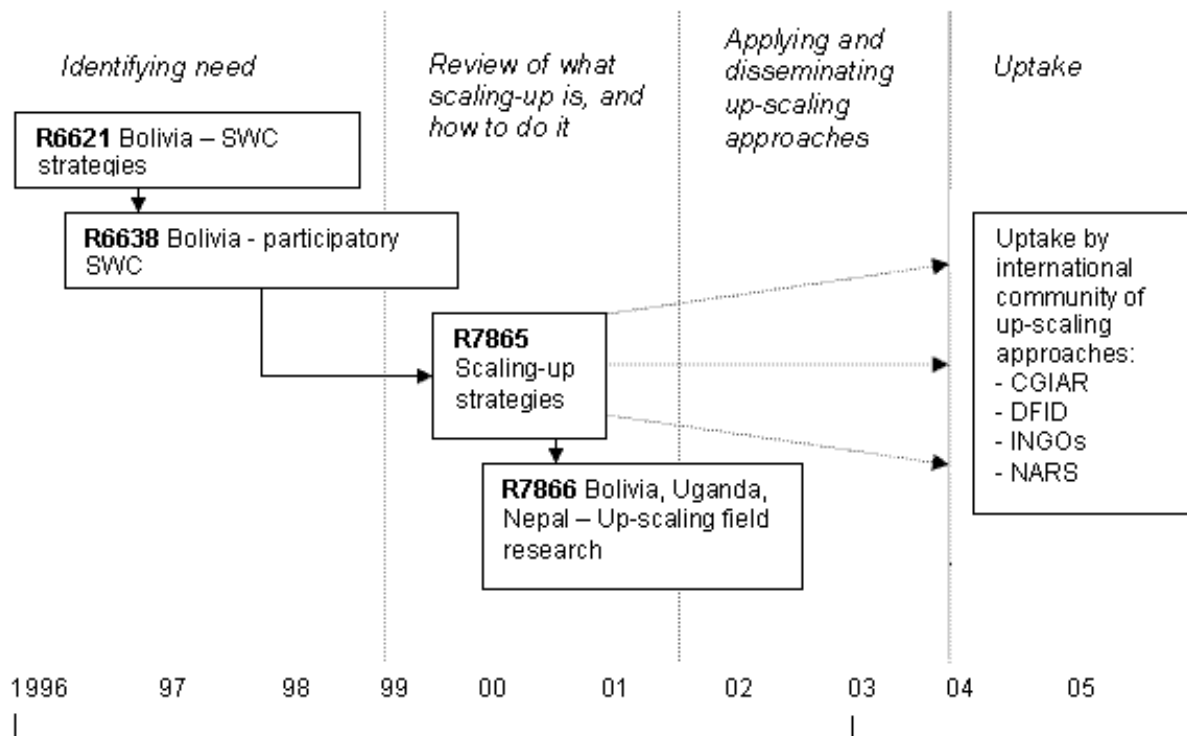 Identifying need
Review of what
scaling-up is, and
how to do it
Applying and
disseminating
up-scaling
approaches
Uptake
R6621 Bolivia – SWC
strategies
R6638 Bolivia - participatory
SWC
R7865
Scaling-up
strategies
R7866 Bolivia, Uganda,
Nepal – Up-scaling field
research
Uptake by
international
community of
up-scaling
approaches:
- CGIAR
- DFID
- INGOs
- NARS
1996 97 98 99 00 01 02 03 04 05